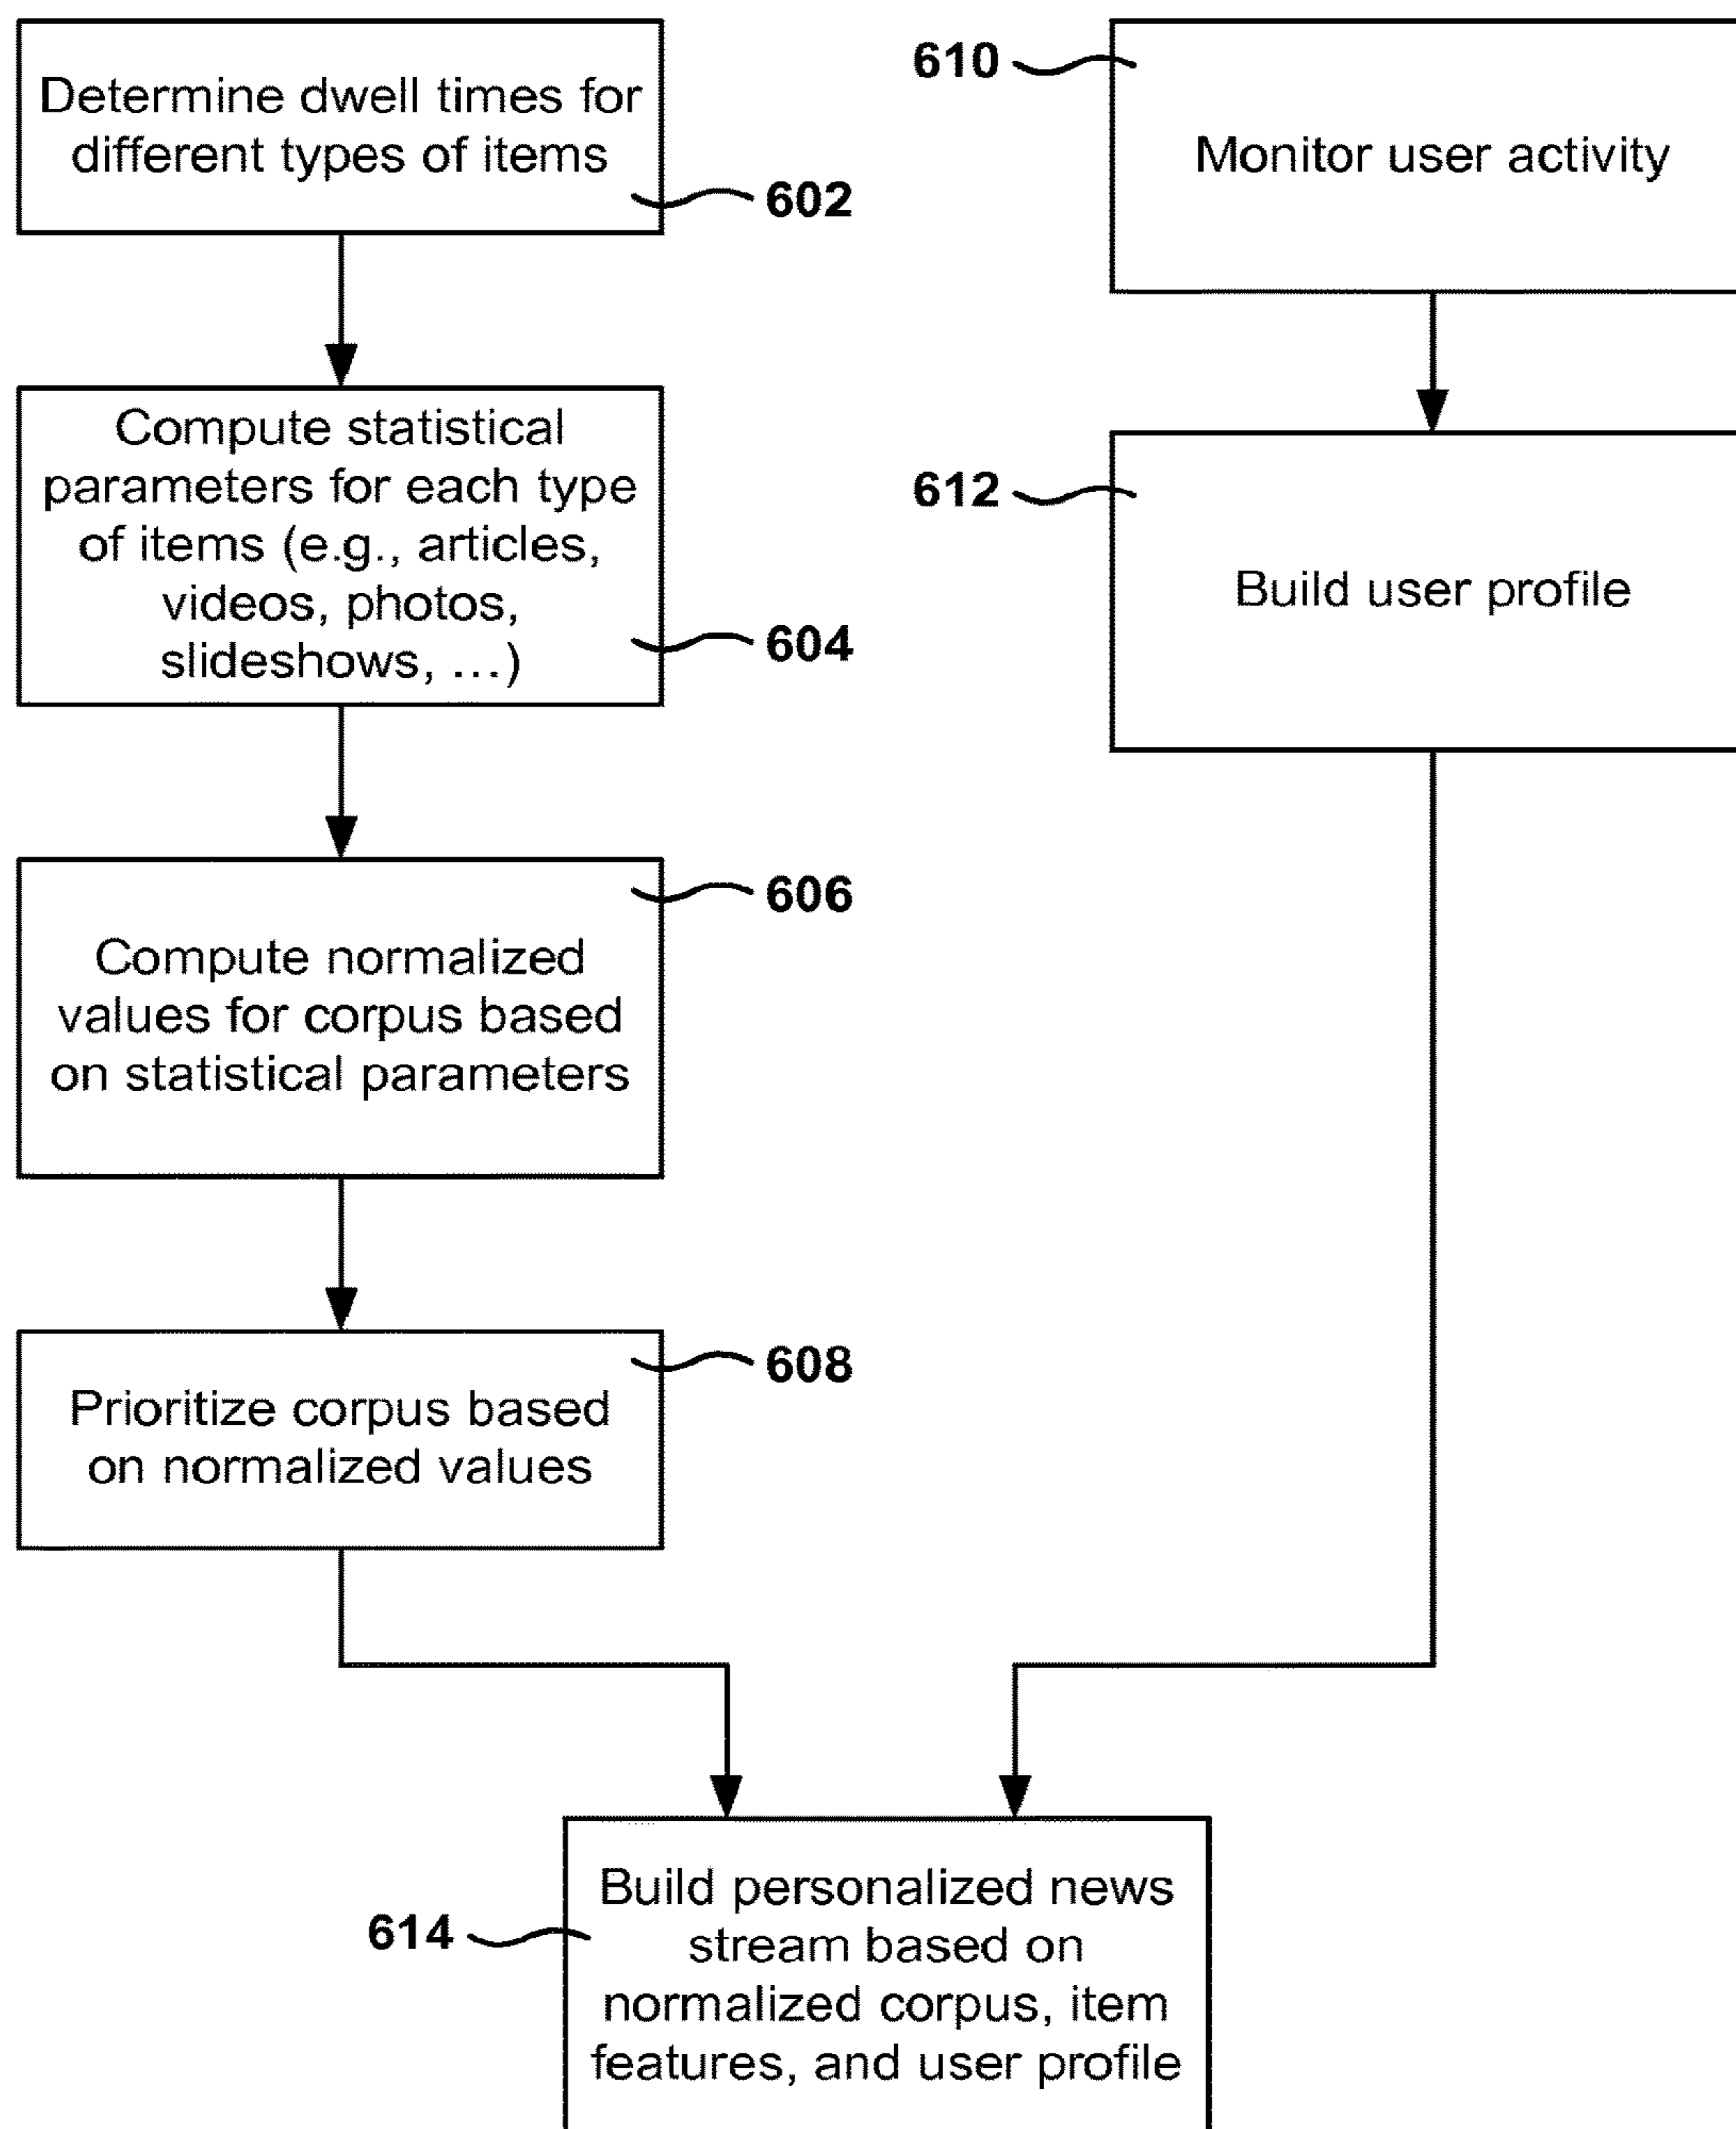 Determine dwell times for
different types of items
602
Compute statistical
parameters for each type
of items (e.g., articles,
videos, photos,
slideshows, ...)
604
606
Compute normalized
values for corpus based
on statistical parameters
608
Prioritize corpus based
on normalized values
610
Monitor user activity
612
Build user profile
614
Build personalized news
stream based on
normalized corpus, item
features, and user profile